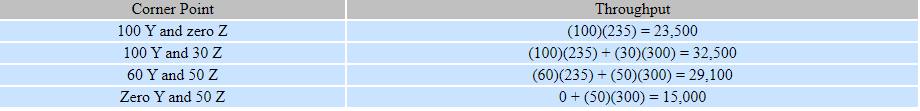 Corner Point Throughput
100 Y and zero Z (100)(235) = 23,500
100 Y and 30 Z (100)(235) + (30)(300) = 32,500
60 Y and 50 Z (60)(235) + (50)(300) = 29,100
Zero Y and 50 Z 0 + (50)(300) = 15,000